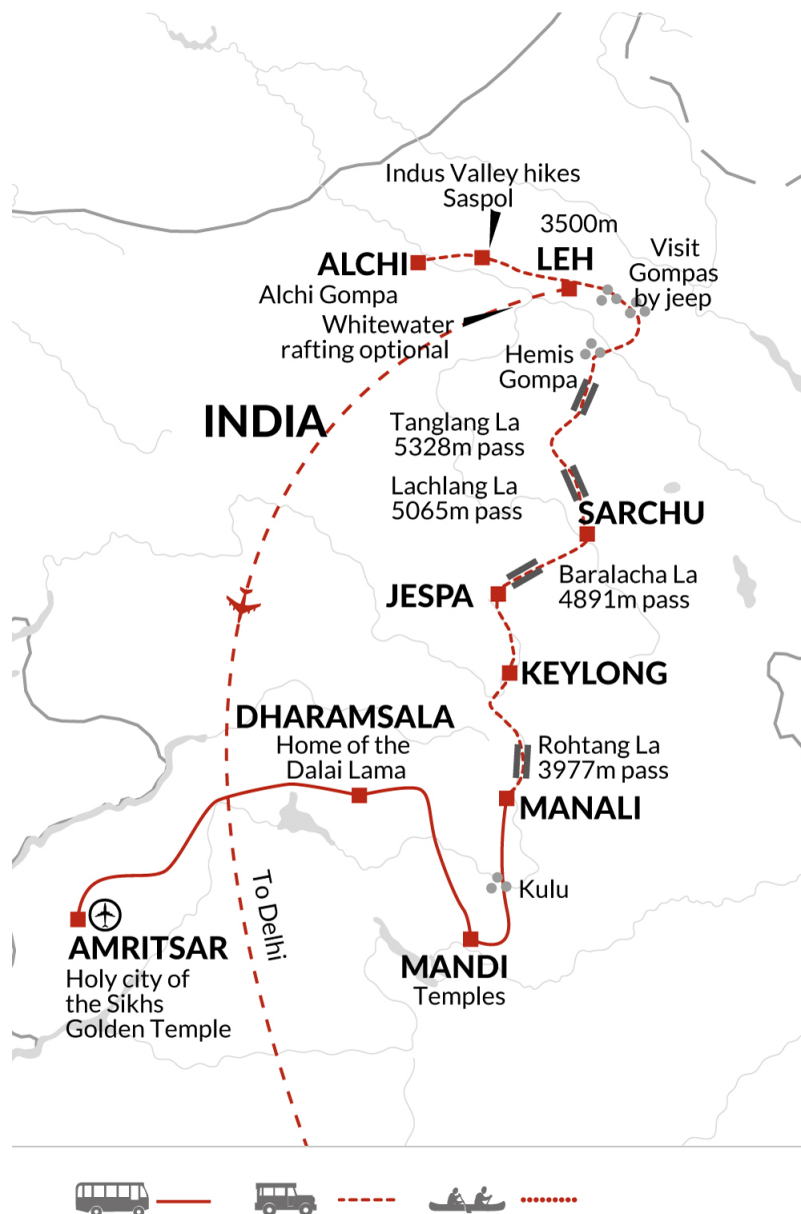 Indus Valley hikes
Saspol
3500m
LEH
Visit
Gompas
by jeep
ALCHI
Alchi Gompa
Whitewater
rafting optional
Hemis
Gompa
INDIA
Tanglang La
5328m pass
Lachlang La
5065m pass
SARCHU
Baralacha La
4891m pass
JESPA
KEYLONG
DHARAMSALA
Home of the
Dalai Lama
Rohtang La
3977m pass
MANALI
Kulu
To Delhi
AMRITSAR
Holy city of
the Sikhs
Golden Temple
MANDI
Temples